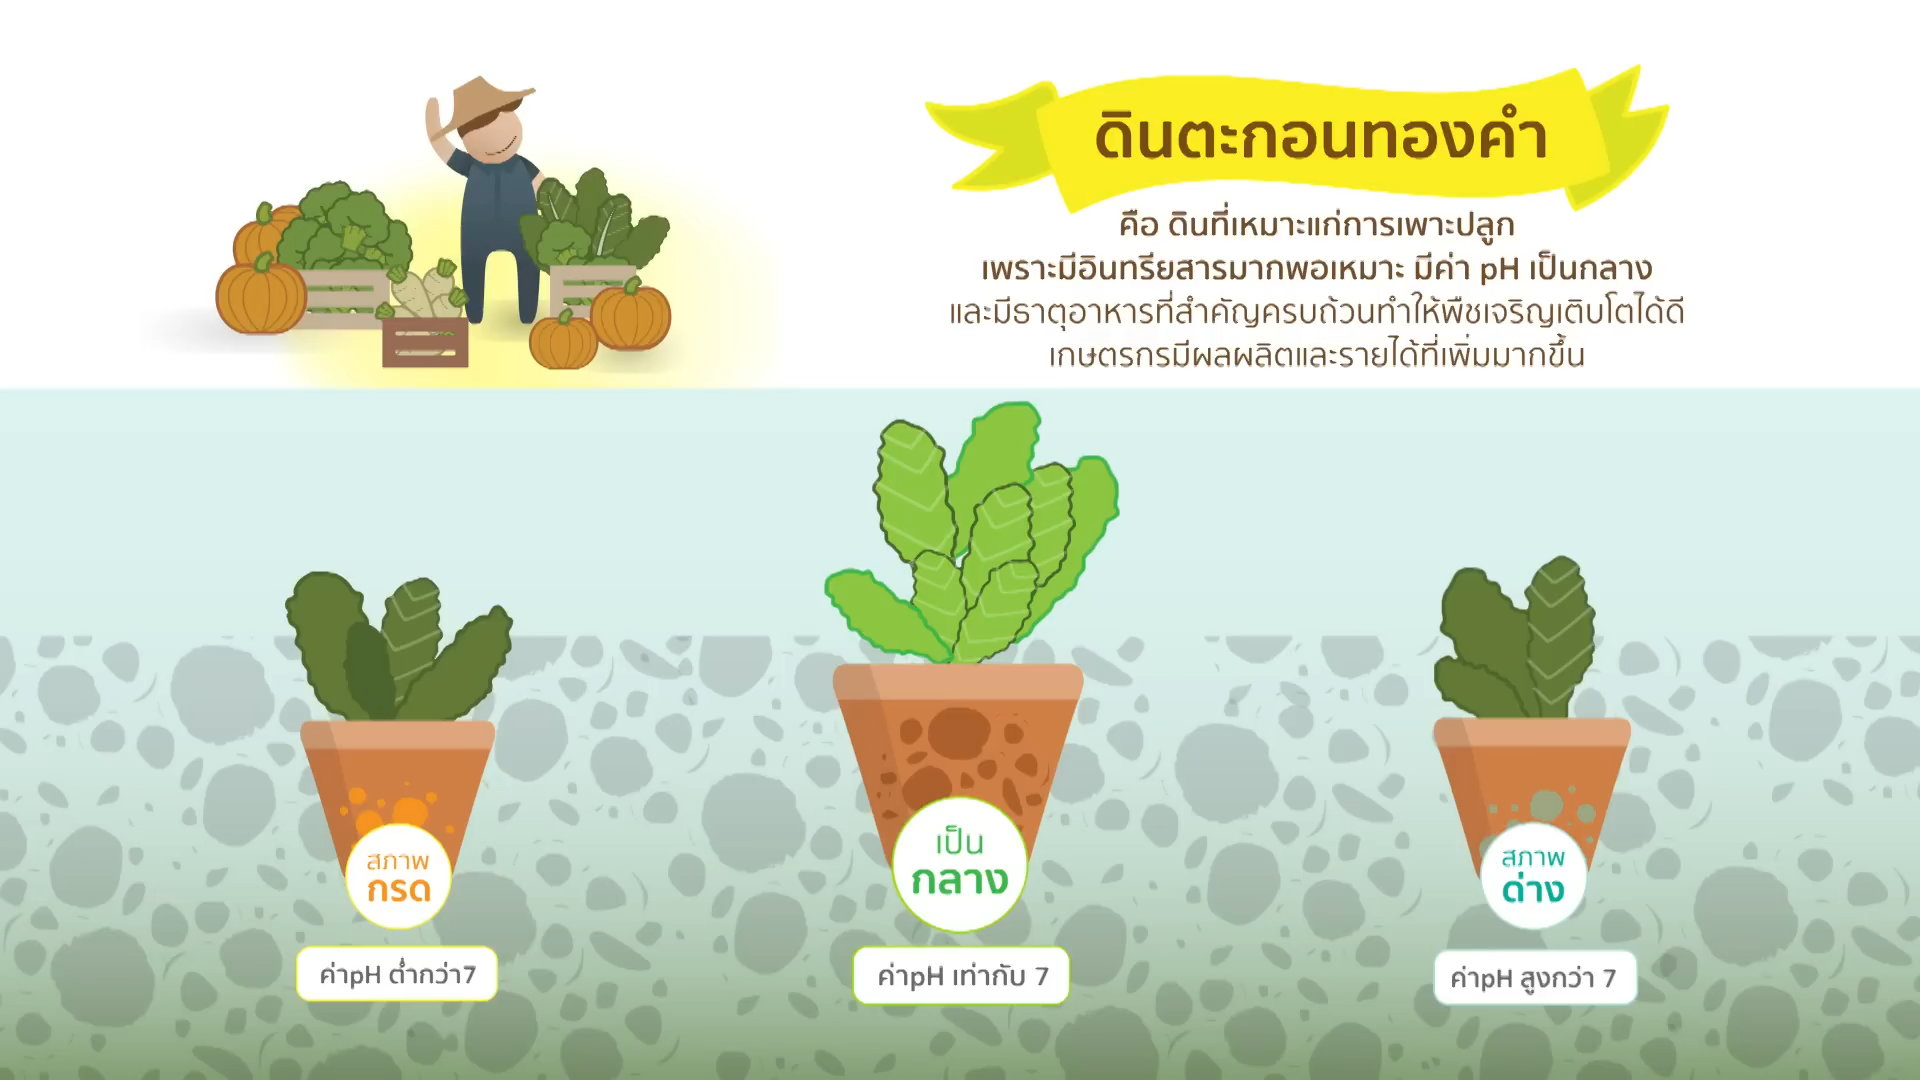 ดินตะกอนทองคำ
คือ ดินที่เหมาะแก่การเพาะปลูก
เพราะมีอินทรียสารมากพอเหมาะ มีค่า pH เป็นกลาง
และมีธาตุอาหารที่สำคัญครบถ้วนทำให้พืชเจริญเติบโตได้ดี
เกษตรกรมีผลผลิตและรายได้ที่เพิ่มมากขึ้น
สภาพ
กรด
ค่าpH ต่ำกว่า7
เป็น
กลาง
ค่าpH เท่ากับ 7
สภาพ
ด่าง
ค่าpH สูงกว่า 7